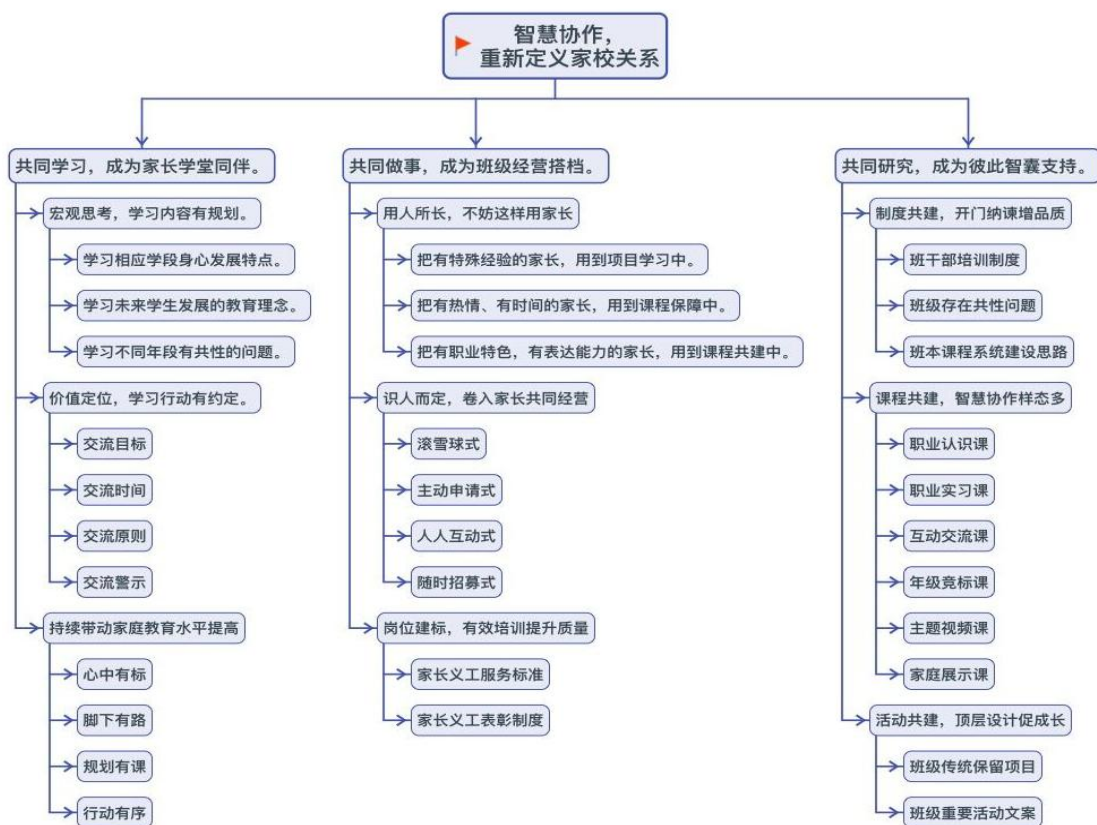 智慧协作，
重新定义家校关系
共同学习，成为家长学堂同伴。
宏观思考，学习内容有规划。
学习相应学段身心发展特点。
学习未来学生发展的教育理念。
学习不同年段有共性的问题。
价值定位，学习行动有约定。
交流目标
交流时间
交流原则
交流警示
持续带动家庭教育水平提高
心中有标
脚下有路
规划有课
行动有序
共同做事，成为班级经营搭档。
用人所长，不妨这样用家长
把有特殊经验的家长，用到项目学习中。
把有热情、有时间的家长，用到课程保障中。
把有职业特色，有表达能力的家长，用到课程共建中。
识人而定，卷入家长共同经营
滚雪球式
主动申请式
人人互动式
随时招募式
岗位建标，有效培训提升质量
家长义工服务标准
家长义工表彰制度
共同研究，成为彼此智囊支持。
制度共建，开门纳谏增品质
班干部培训制度
班级存在共性问题
班本课程系统建设思路
课程共建，智慧协作样态多
职业认识课
职业实习课
互动交流课
年级竞标课
主题视频课
家庭展示课
活动共建，顶层设计促成长
班级传统保留项目
班级重要活动文案